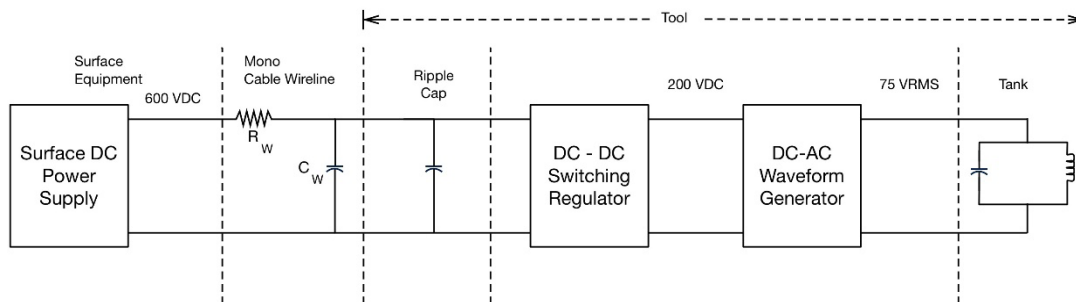 Tool
Surface
Equipment
600 VDC
Mono
Cable Wireline
Ripple
Cap
200 VDC
75 VRMS
Tank
Surface DC
Power
Supply
R W
C W
DC - DC
Switching
Regulator
DC-AC
Waveform
Generator